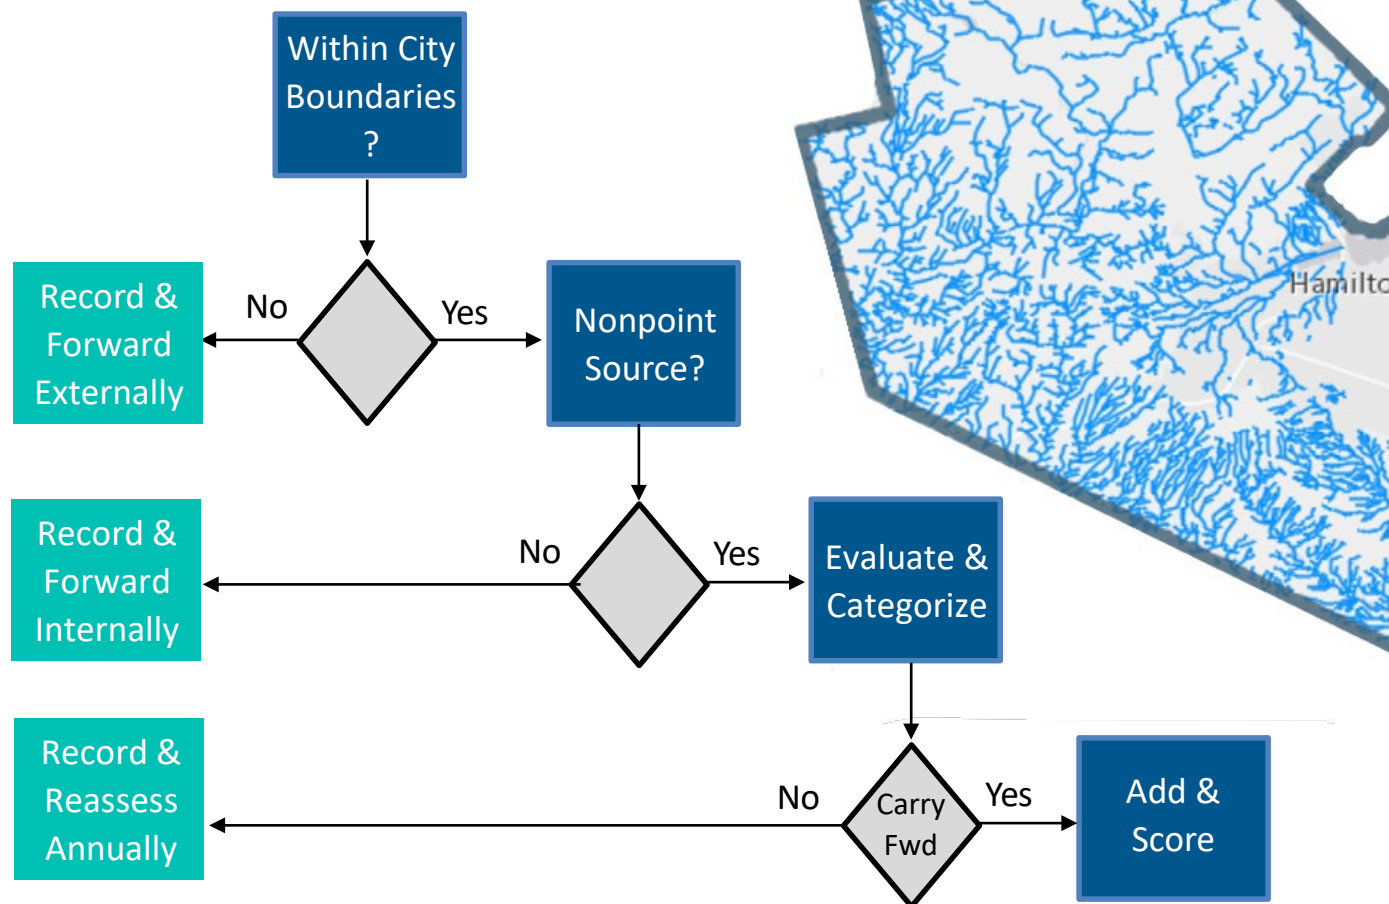 Within City
Boundaries
?
No
Yes
Record &
Forward
Externally
Nonpoint
Source?
Hamilto
No
Yes
Record &
Forward
Internally
Evaluate &
Categorize
Record &
Reassess
Annually
No
Carry
Fwd
Yes
Add &
Score